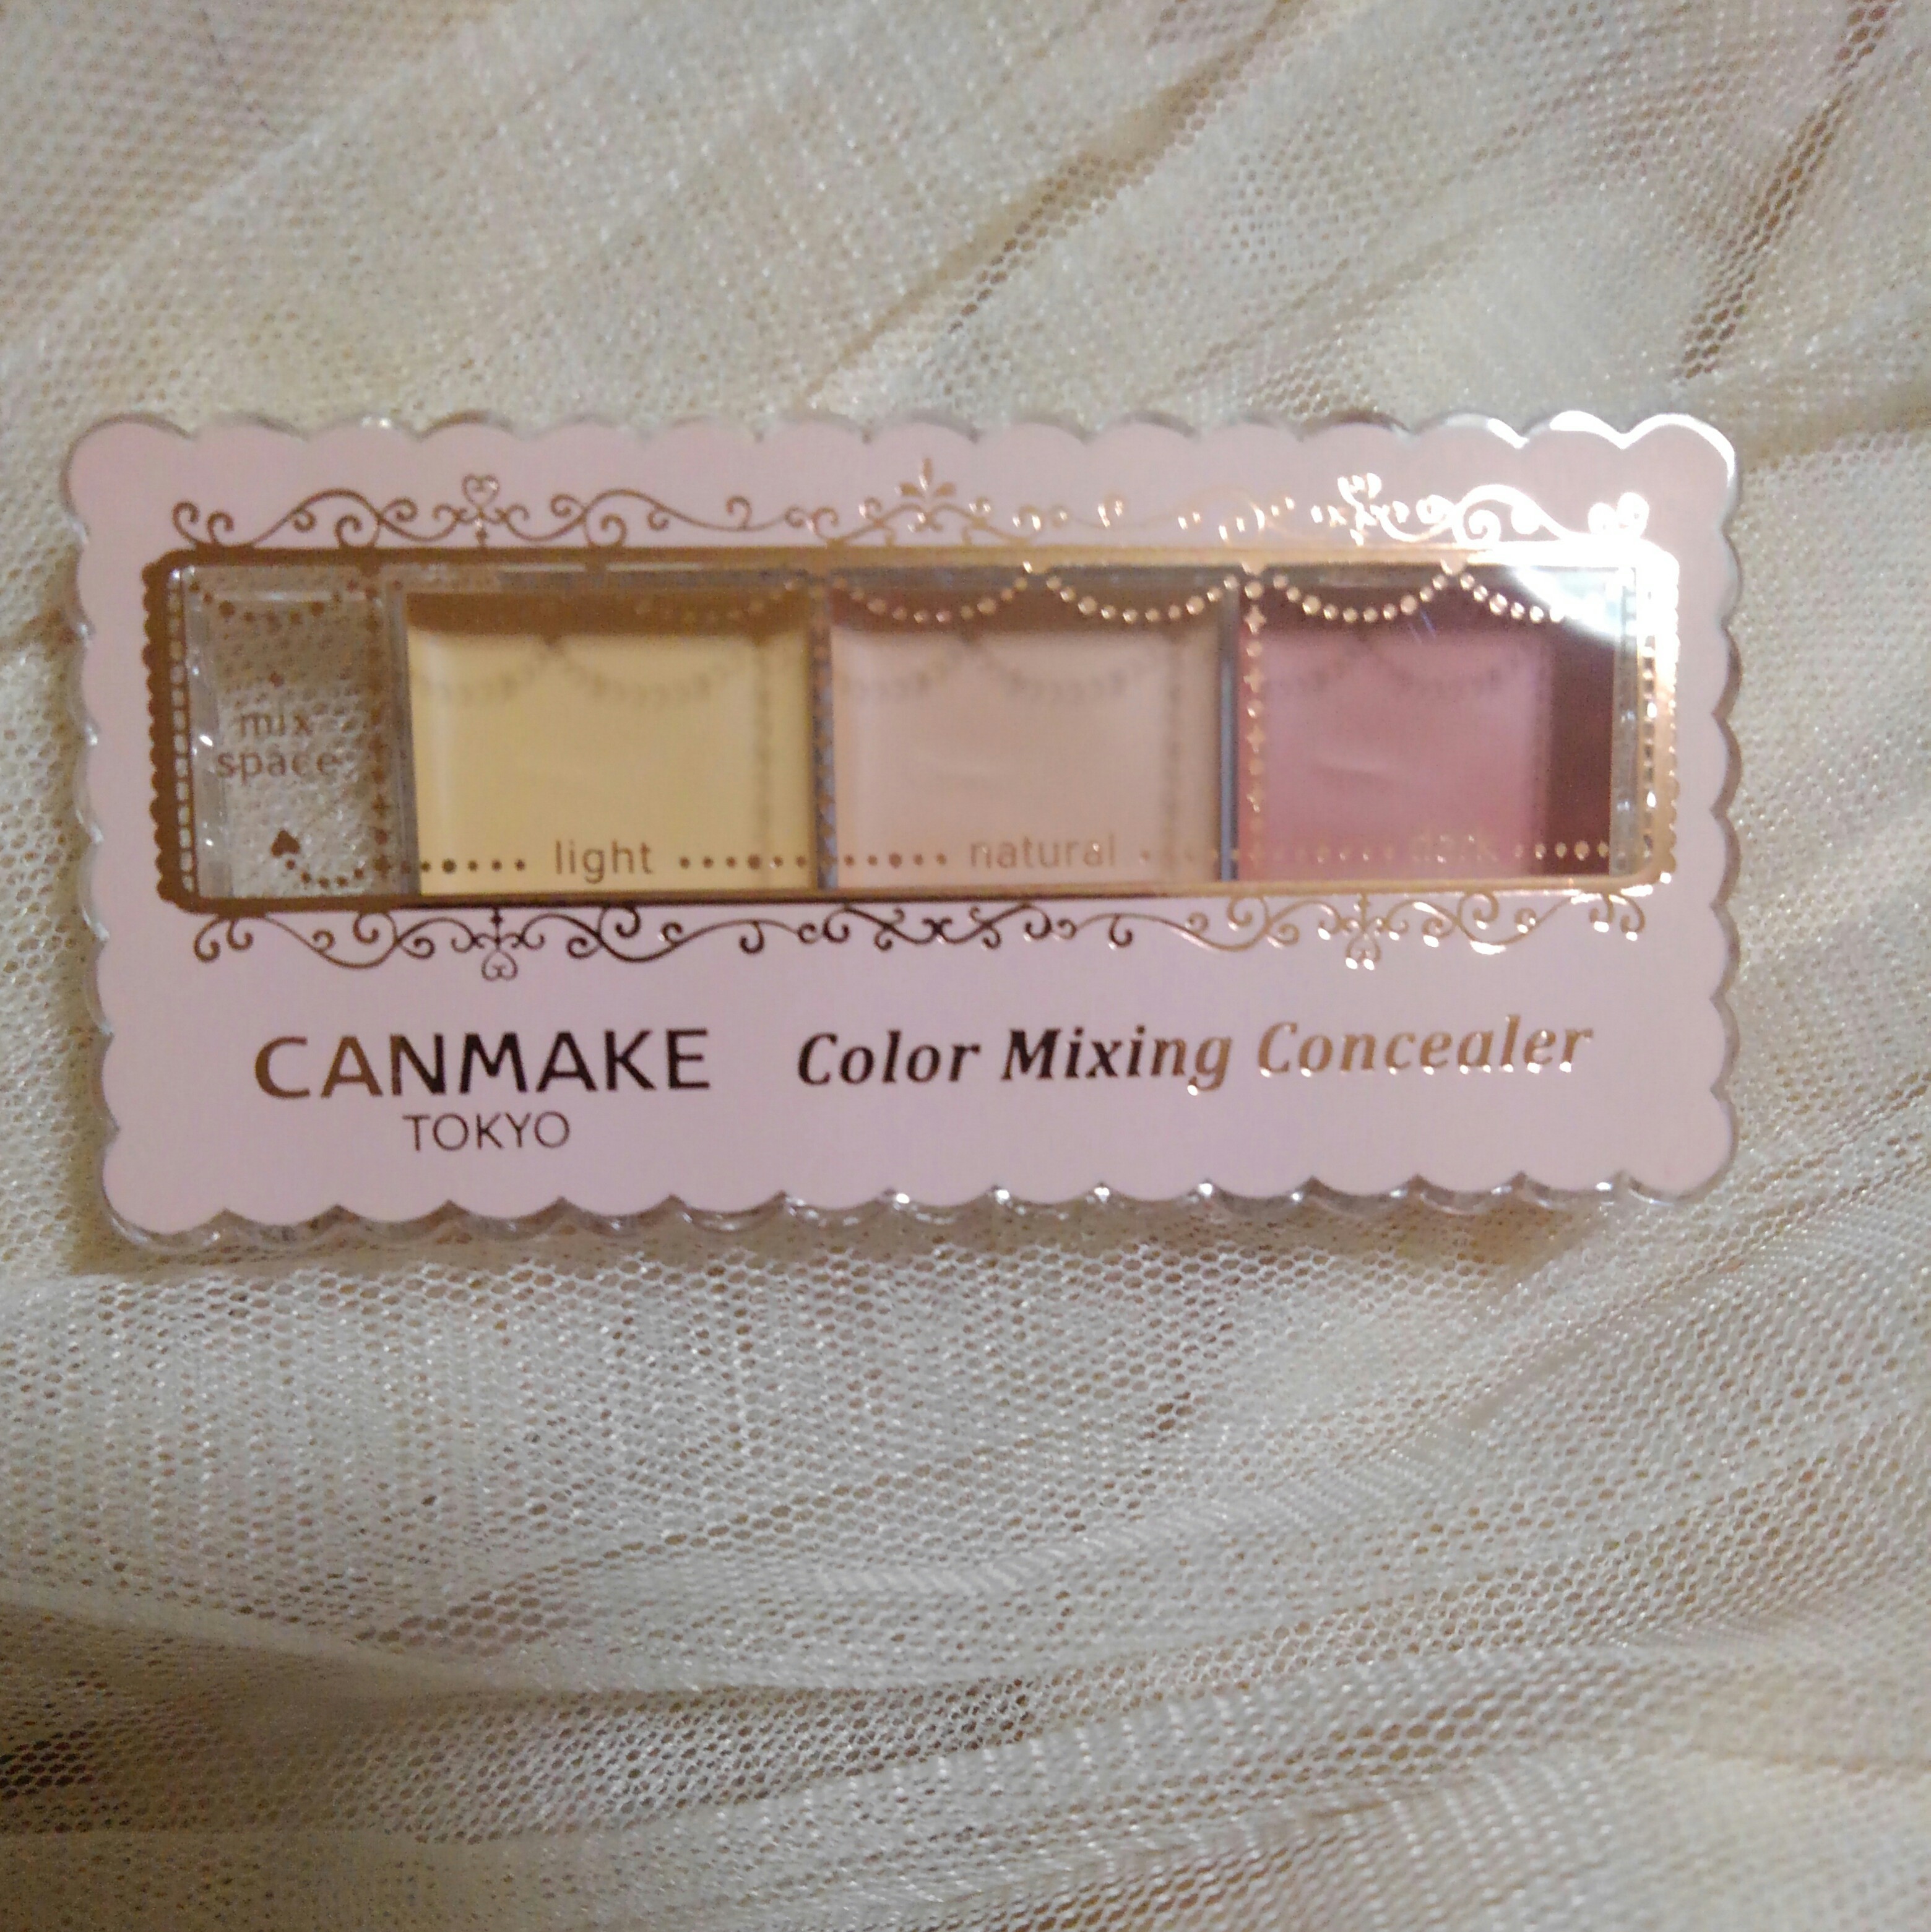 mix
space
light
natural
CANMAKE
Color Mixing Concealer
TOKYO